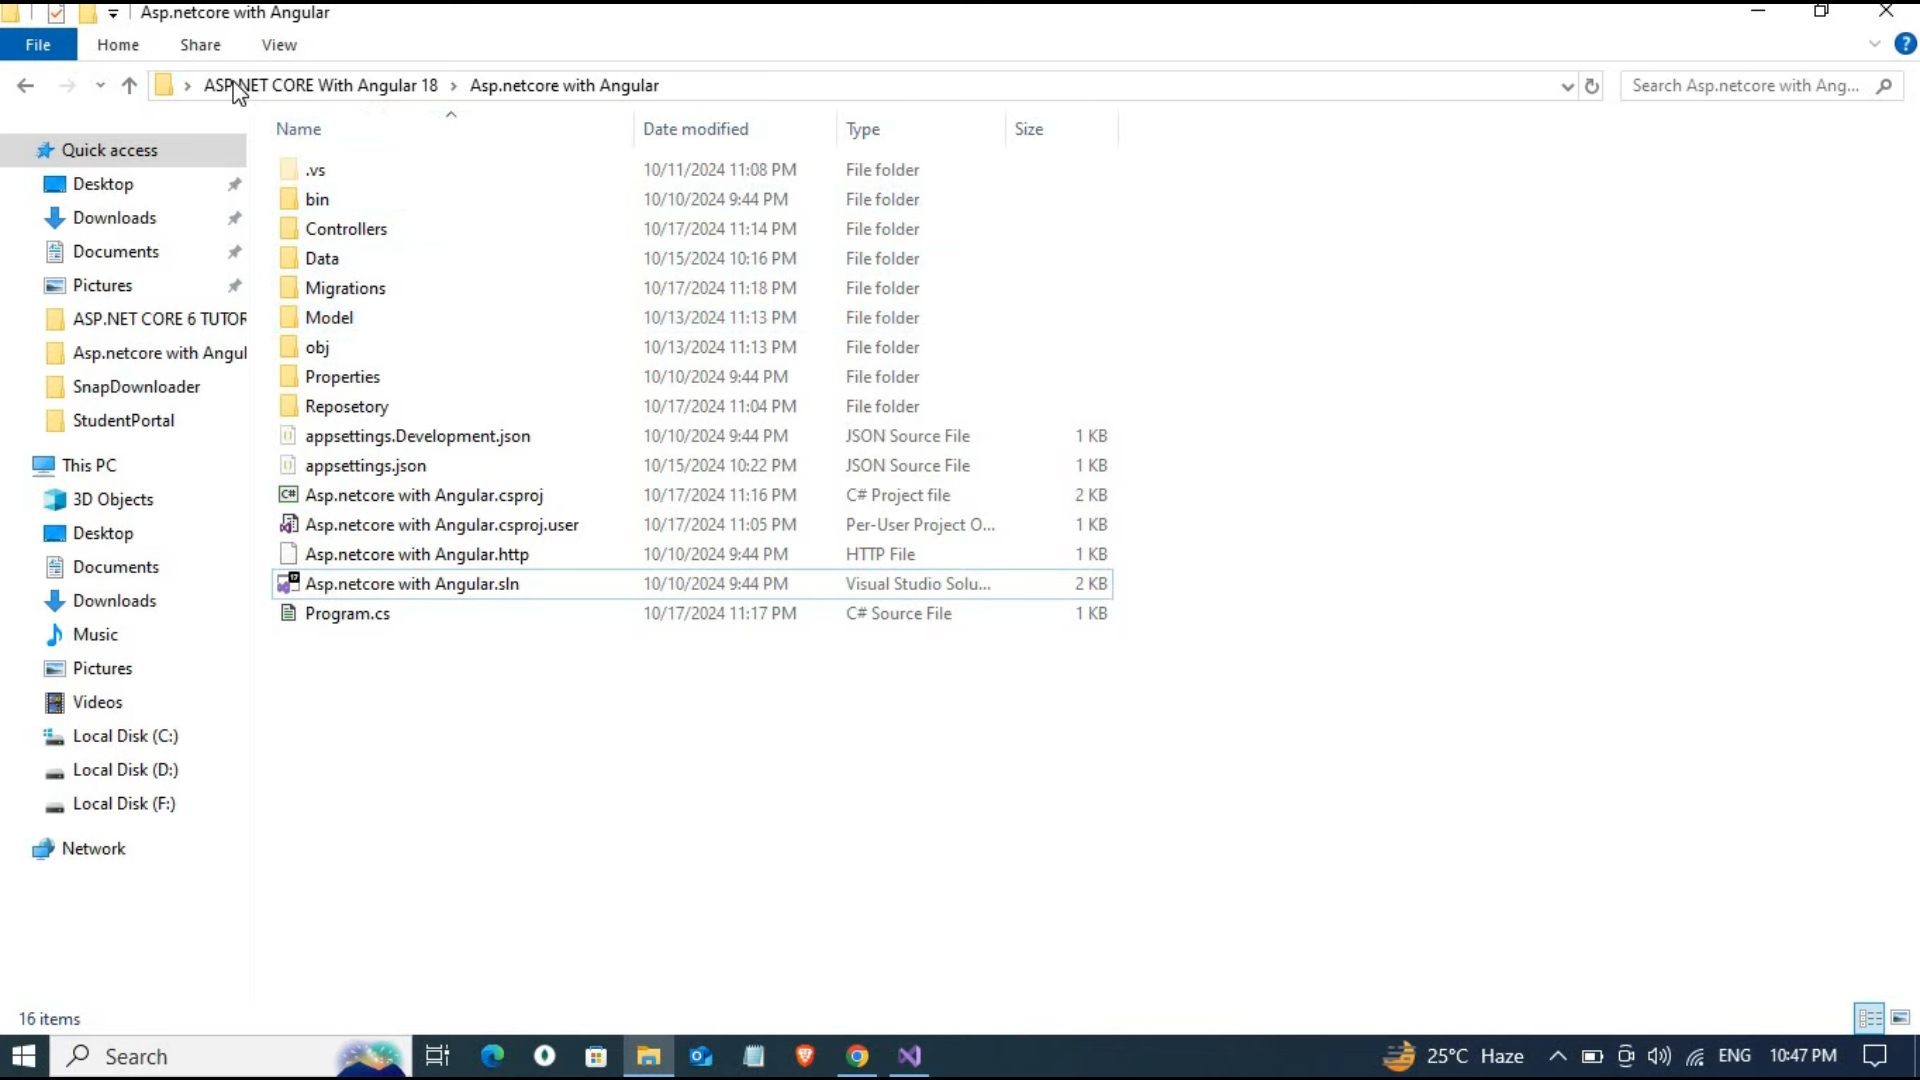 Asp.netcore with Angular
File Home Share View
ASP.NET CORE With Angular 18 > Asp.netcore with Angular
Search Asp.netcore with Ang...
Name Date modified Type Size
Quick access
Desktop
Downloads
Documents
Pictures
ASP.NET CORE 6 TUTOR
Asp.netcore with Angul
SnapDownloader
StudentPortal
This PC
3D Objects
Desktop
Documents
Downloads
Music
Pictures
Videos
Local Disk (C:)
Local Disk (D:)
Local Disk (F:)
Network
.vs 10/11/2024 11:08 PM File folder
bin 10/10/2024 9:44 PM File folder
Controllers 10/17/2024 11:14 PM File folder
Data 10/15/2024 10:16 PM File folder
Migrations 10/17/2024 11:18 PM File folder
Model 10/13/2024 11:13 PM File folder
obj 10/13/2024 11:13 PM File folder
Properties 10/10/2024 9:44 PM File folder
Reposetory 10/17/2024 11:04 PM File folder
appsettings.Development.json 10/10/2024 9:44 PM JSON Source File 1 KB
appsettings.json 10/15/2024 10:22 PM JSON Source File 1 KB
Asp.netcore with Angular.csproj 10/17/2024 11:16 PM C# Project file 2 KB
Asp.netcore with Angular.csproj.user 10/17/2024 11:05 PM Per-User Project O... 1 KB
Asp.netcore with Angular.http 10/10/2024 9:44 PM HTTP File 1 KB
Asp.netcore with Angular.sln 10/10/2024 9:44 PM Visual Studio Solu... 2 KB
Program.cs 10/17/2024 11:17 PM C# Source File 1 KB
16 items
Search
25°C Haze ENG 10:47 PM